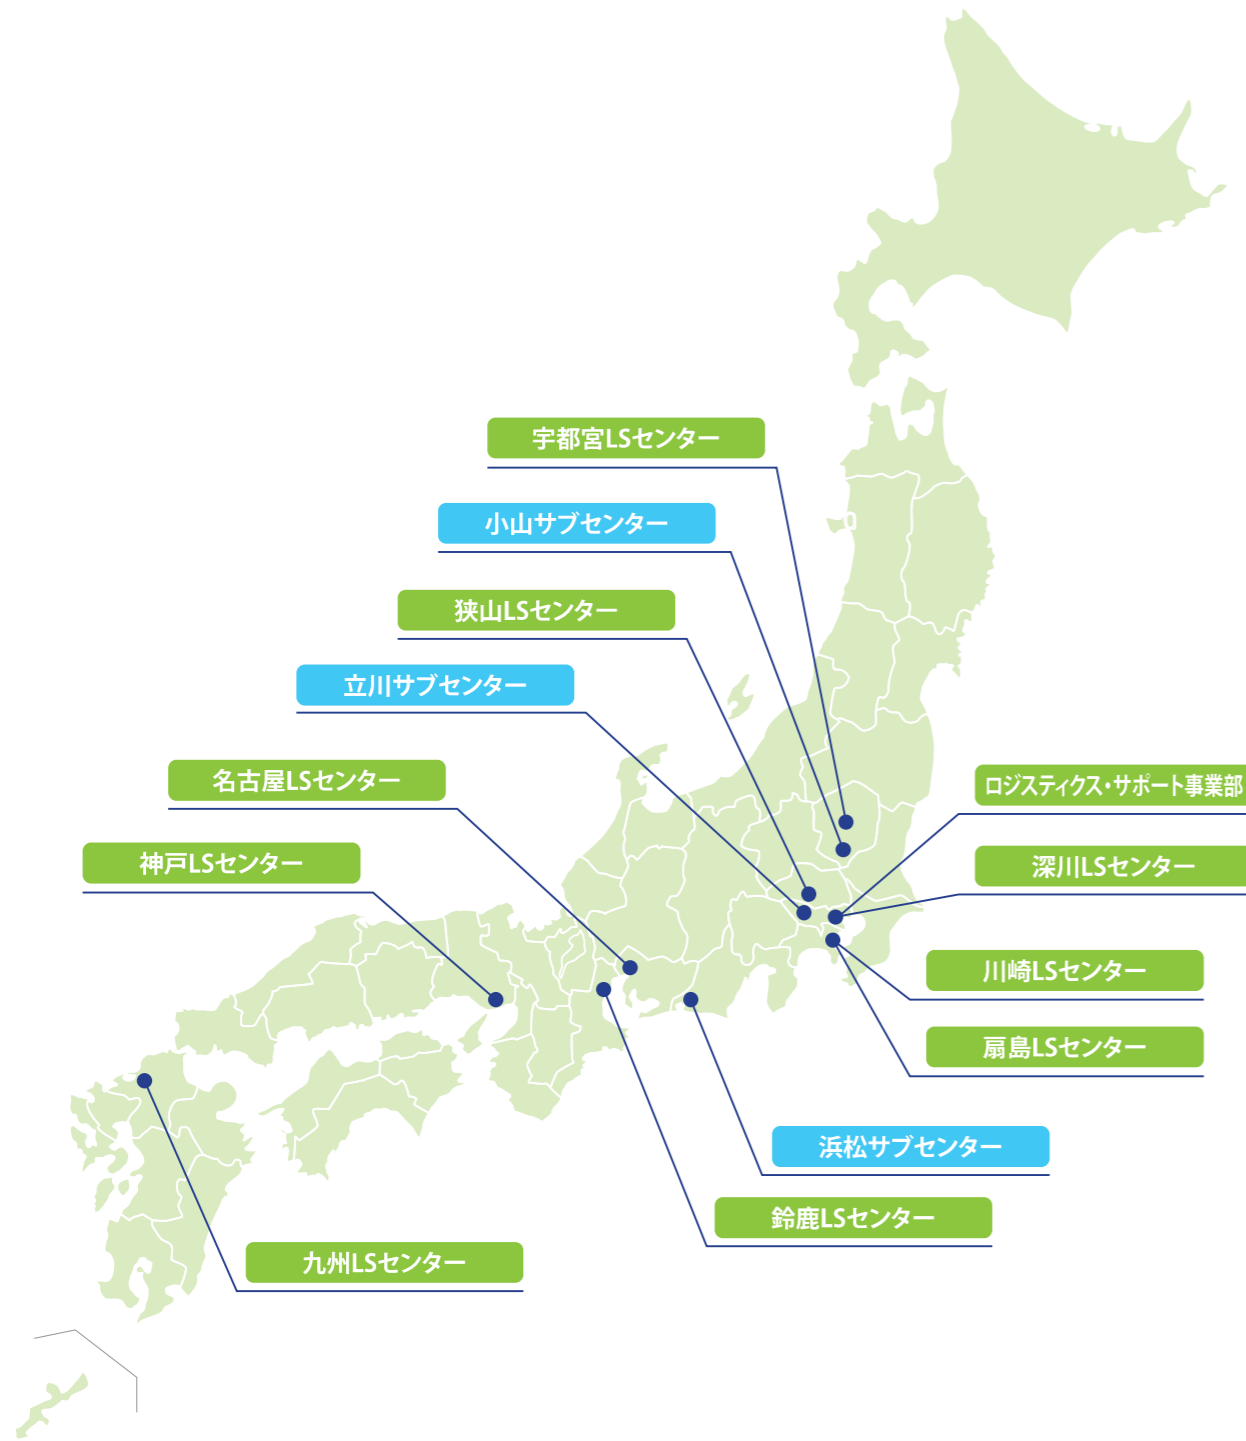 宇都宮LSセンター
小山サブセンター
狭山LSセンター
立川サブセンター
名古屋LSセンター
神戸LSセンター
ロジスティクス・サポート事業部
深川LSセンター
川崎LSセンター
扇島LSセンター
浜松サブセンター
鈴鹿LSセンター
九州LSセンター